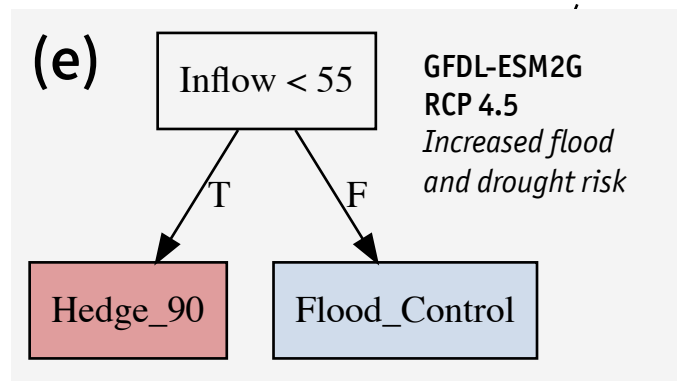 (e)
Inflow < 55
GFDL-ESM2G
RCP 4.5
Increased flood
and drought risk
T
F
Hedge_90
Flood_Control